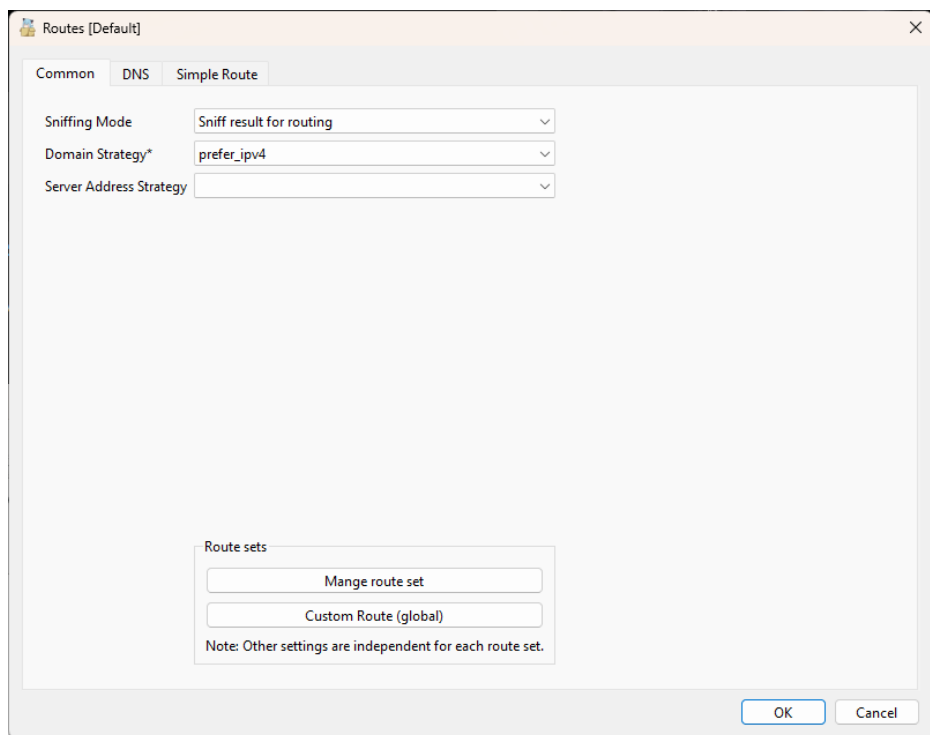 Routes [Default]
Common DNS Simple Route
Sniffing Mode Sniff result for routing
Domain Strategy* prefer_ipv4
Server Address Strategy
Route sets
Mange route set
Custom Route (global)
Note: Other settings are independent for each route set.
OK Cancel